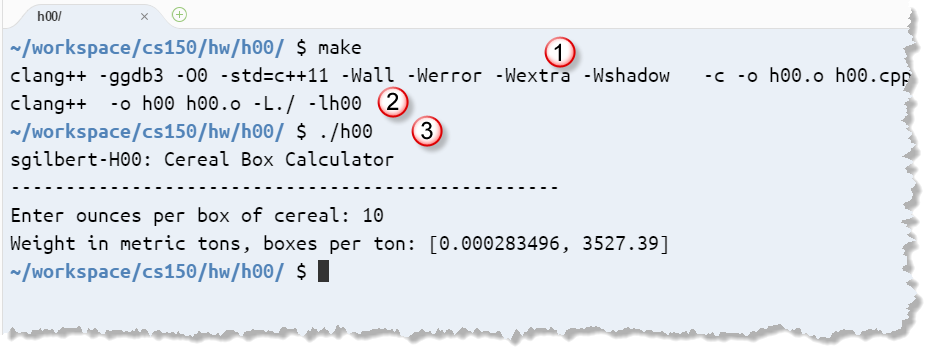 h00/ × +
~/workspace/cs150/hw/h00/ $ make
1
clang++ -ggdb3 -O0 -std=c++11 -Wall -Werror -Wextra -Wshadow   -c -o h00.o h00.cpp
clang++  -o h00 h00.o -L./ -lh00 2
~/workspace/cs150/hw/h00/ $ ./h00 3
sgilbert-H00: Cereal Box Calculator
--------------------------------------------------
Enter ounces per box of cereal: 10
Weight in metric tons, boxes per ton: [0.000283496, 3527.39]
~/workspace/cs150/hw/h00/ $